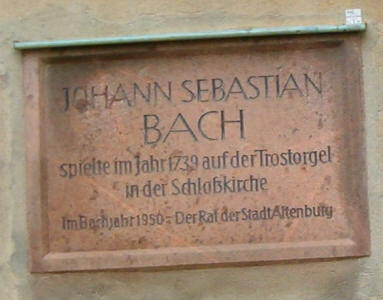 JOHANN SEBASTIAN
BACH
spielte im Jahr 1739 auf der Trostorgel
in der Schloßkirche
Im Bachjahr 1950 - Der Rat der Stadt Altenburg